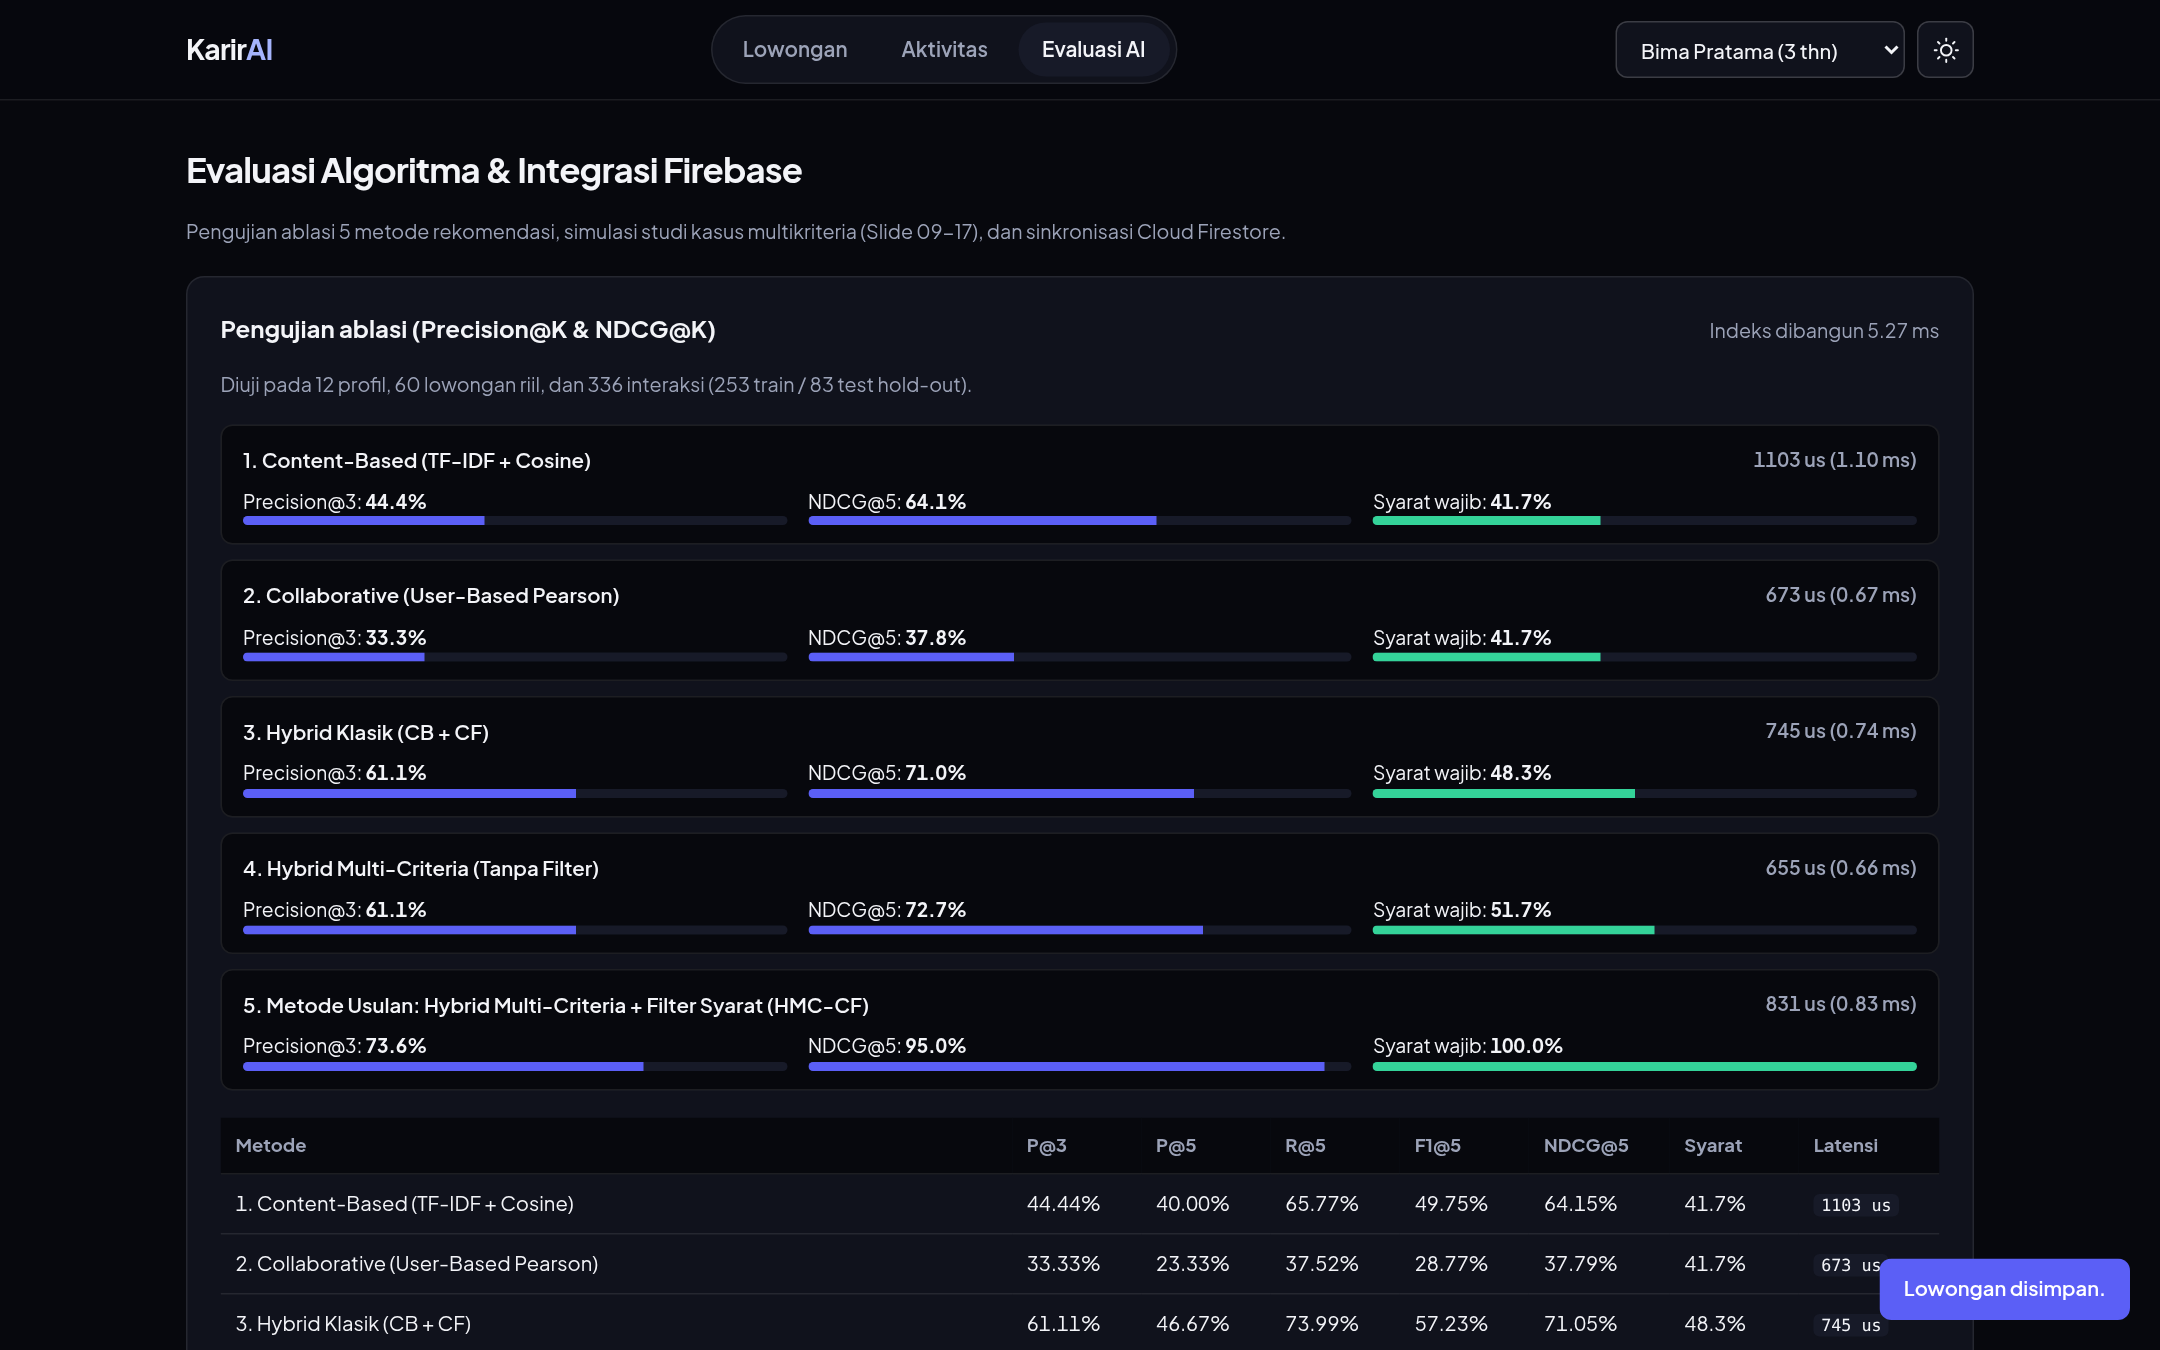 KarirAI
Lowongan Aktivitas Evaluasi AI
Bima Pratama (3 thn)
Evaluasi Algoritma & Integrasi Firebase
Pengujian ablasi 5 metode rekomendasi, simulasi studi kasus multikriteria (Slide 09–17), dan sinkronisasi Cloud Firestore.
Pengujian ablasi (Precision@K & NDCG@K)
Indeks dibangun 5.27 ms
Diuji pada 12 profil, 60 lowongan riil, dan 336 interaksi (253 train / 83 test hold-out).
1. Content-Based (TF-IDF + Cosine)
1103 us (1.10 ms)
Precision@3: 44.4% NDCG@5: 64.1% Syarat wajib: 41.7%
2. Collaborative (User-Based Pearson)
673 us (0.67 ms)
Precision@3: 33.3% NDCG@5: 37.8% Syarat wajib: 41.7%
3. Hybrid Klasik (CB + CF)
745 us (0.74 ms)
Precision@3: 61.1% NDCG@5: 71.0% Syarat wajib: 48.3%
4. Hybrid Multi-Criteria (Tanpa Filter)
655 us (0.66 ms)
Precision@3: 61.1% NDCG@5: 72.7% Syarat wajib: 51.7%
5. Metode Usulan: Hybrid Multi-Criteria + Filter Syarat (HMC-CF)
831 us (0.83 ms)
Precision@3: 73.6% NDCG@5: 95.0% Syarat wajib: 100.0%
Metode P@3 P@5 R@5 F1@5 NDCG@5 Syarat Latensi
1. Content-Based (TF-IDF + Cosine) 44.44% 40.00% 65.77% 49.75% 64.15% 41.7% 1103 us
2. Collaborative (User-Based Pearson) 33.33% 23.33% 37.52% 28.77% 37.79% 41.7% 673 us
3. Hybrid Klasik (CB + CF) 61.11% 46.67% 73.99% 57.23% 71.05% 48.3% 745 us
Lowongan disimpan.